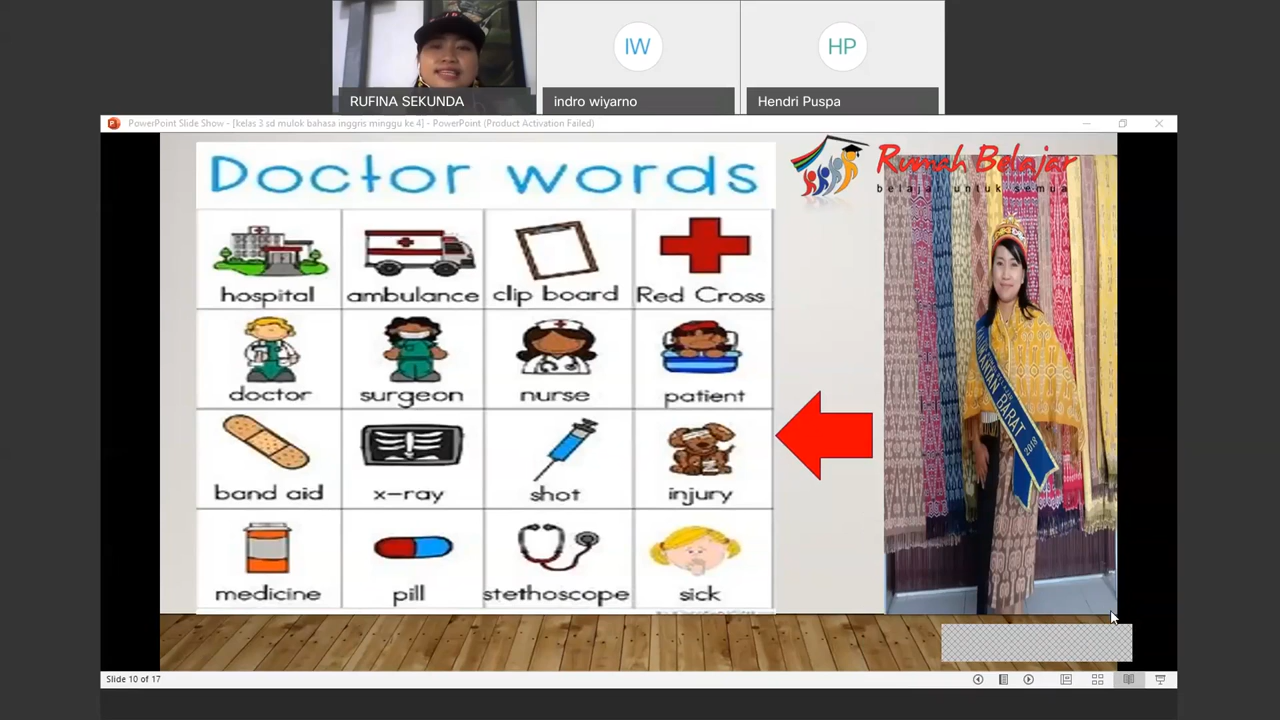 IW
HP
RUFINA SEKUNDA
indro wiyarno
Hendri Puspa
PowerPoint Slide Show - [kelas 3 sd mulok bahasa inggris minggu ke 4] - PowerPoint (Product Activation Failed)
Doctor words
Rumah Belajar
belajar untuk semua
hospital
ambulance
clip board
Red Cross
doctor
surgeon
nurse
patient
band aid
x-ray
shot
injury
medicine
pill
stethoscope
sick
BARAT
2018
Slide 10 of 17